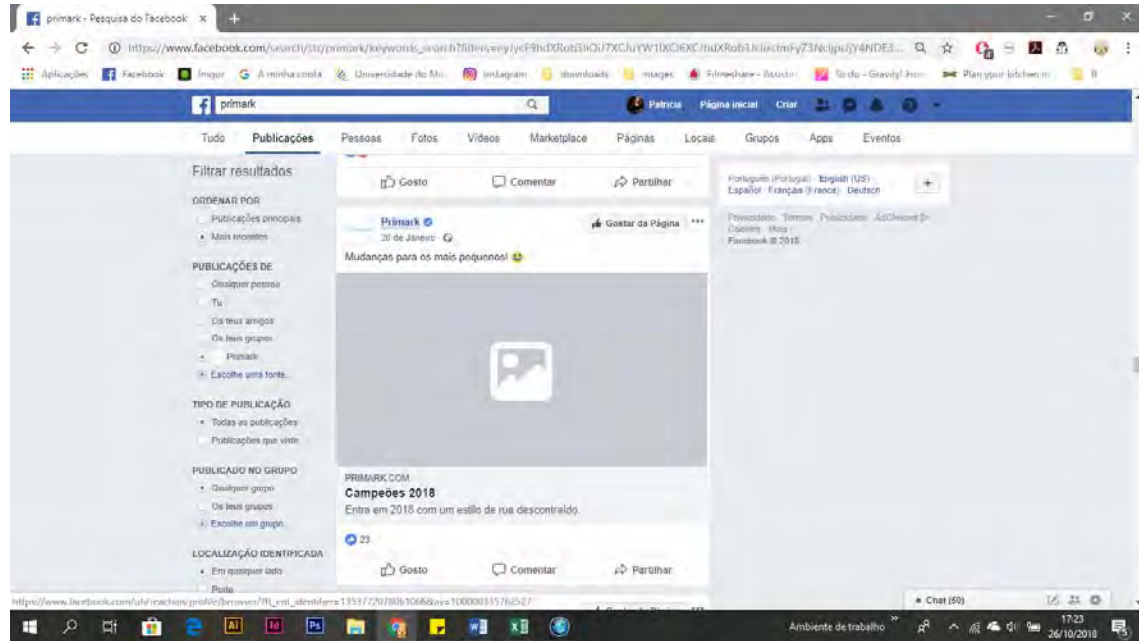 primark - Pesquisa do Facebook
primark
Patricia Página inicial Criar
Tudo Publicações Pessoas Fotos Vídeos Marketplace Páginas Locais Grupos Apps Eventos
Filtrar resultados
ORDENAR POR
Publicações principais
Mais recentes
PUBLICAÇÕES DE
Qualquer pessoa
Tu
Os teus amigos
Os teus grupos
Primark
Escolhe uma fonte...
TIPO DE PUBLICAÇÃO
Todas as publicações
Publicações que viste
PUBLICADO NO GRUPO
Qualquer grupo
Os teus grupos
Escolhe um grupo
LOCALIZAÇÃO IDENTIFICADA
Em qualquer lado
Porto
Gosto Comentar Partilhar
Primark Gostar da Página
20 de Janeiro
Mudanças para os mais pequenos!
PRIMARK.COM
Campeões 2018
Entra em 2018 com um estilo de rua descontraído.
23
Gosto Comentar Partilhar
Português (Portugal) English (US)
Español Français (France) Deutsch
Privacidade Termos Publicidade
Cookies Mais
Facebook © 2018
Chat (50)
Ambiente de trabalho
17:23
26/10/2018